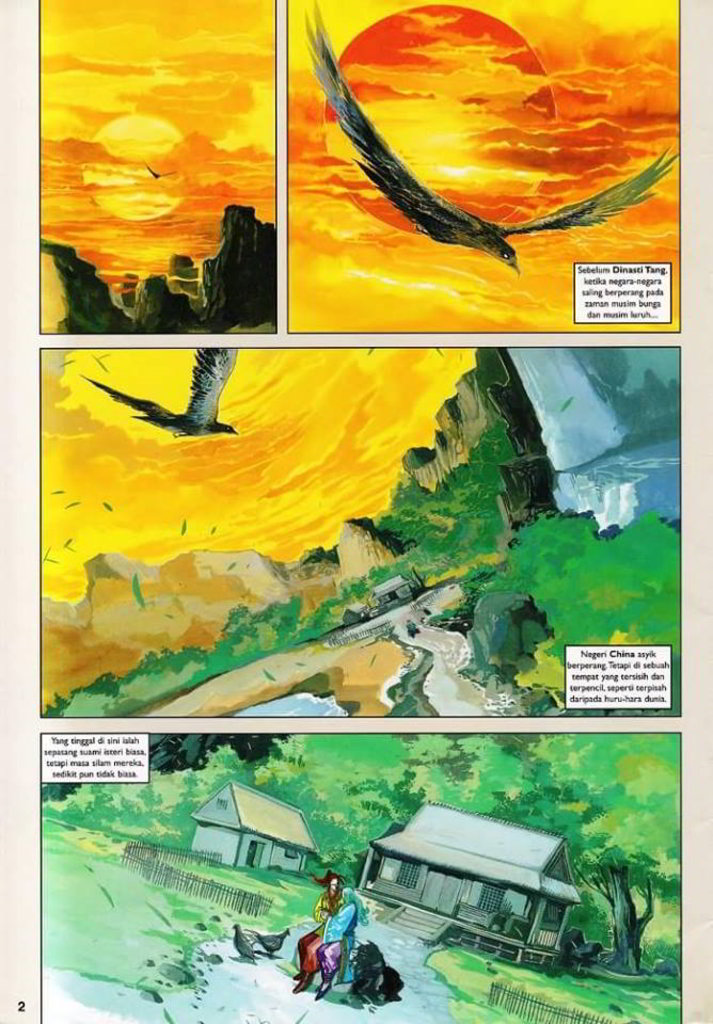 Sebelum Dinasti Tang,
ketika negara-negara
saling berperang pada
zaman musim bunga
dan musim luruh...
Negeri China asyik
berperang. Tetapi di sebuah
tempat yang tersisih dan
terpencil, seperti terpisah
daripada huru-hara dunia.
Yang tinggal di sini ialah
sepasang suami isteri biasa,
tetapi masa silam mereka,
sedikit pun tidak biasa.
2